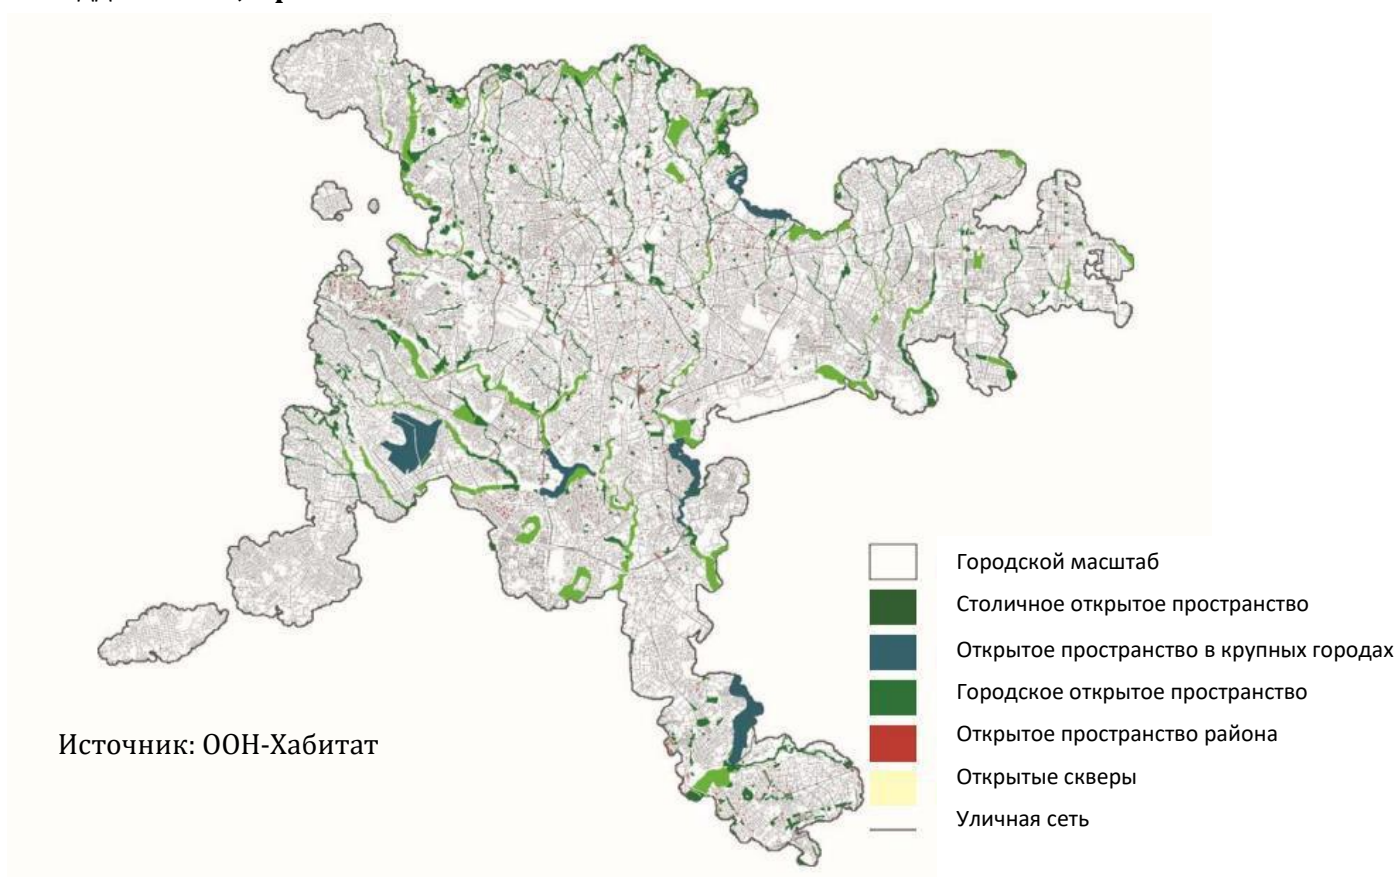 Городской масштаб
Столичное открытое пространство
Открытое пространство в крупных городах
Городское открытое пространство
Открытое пространство района
Открытые скверы
Уличная сеть
Источник: ООН-Хабитат